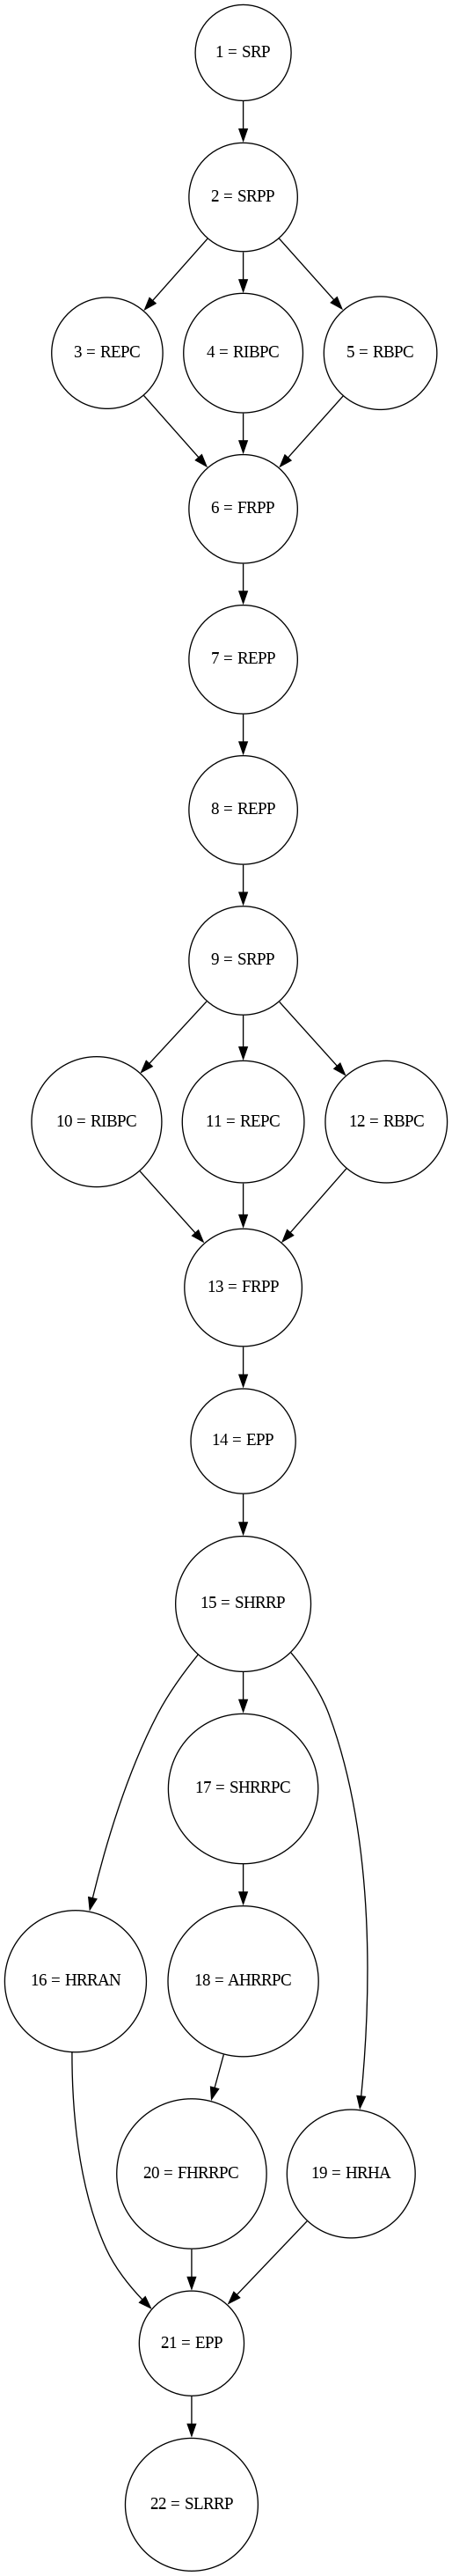 1 = SRP
2 = SRPP
3 = REPC
4 = RIBPC
5 = RBPC
6 = FRPP
7 = REPP
8 = REPP
9 = SRPP
10 = RIBPC
11 = REPC
12 = RBPC
13 = FRPP
14 = EPP
15 = SHRRP
17 = SHRRPC
16 = HRRAN
18 = AHRRPC
20 = FHRRPC
19 = HRHA
21 = EPP
22 = SLRRP